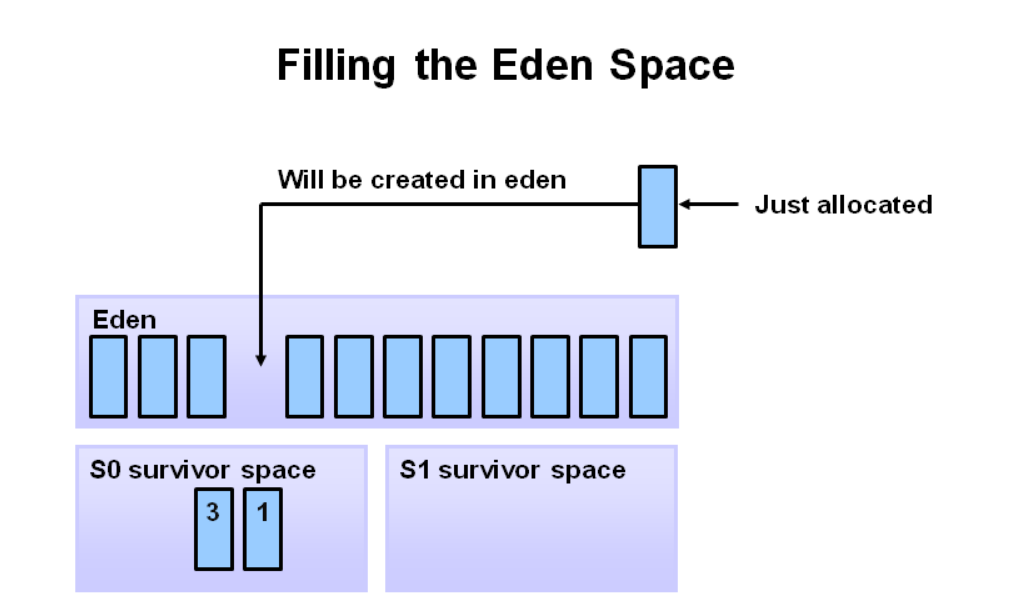 Filling the Eden Space
Will be created in eden
Just allocated
Eden
S0 survivor space
S1 survivor space
3 1